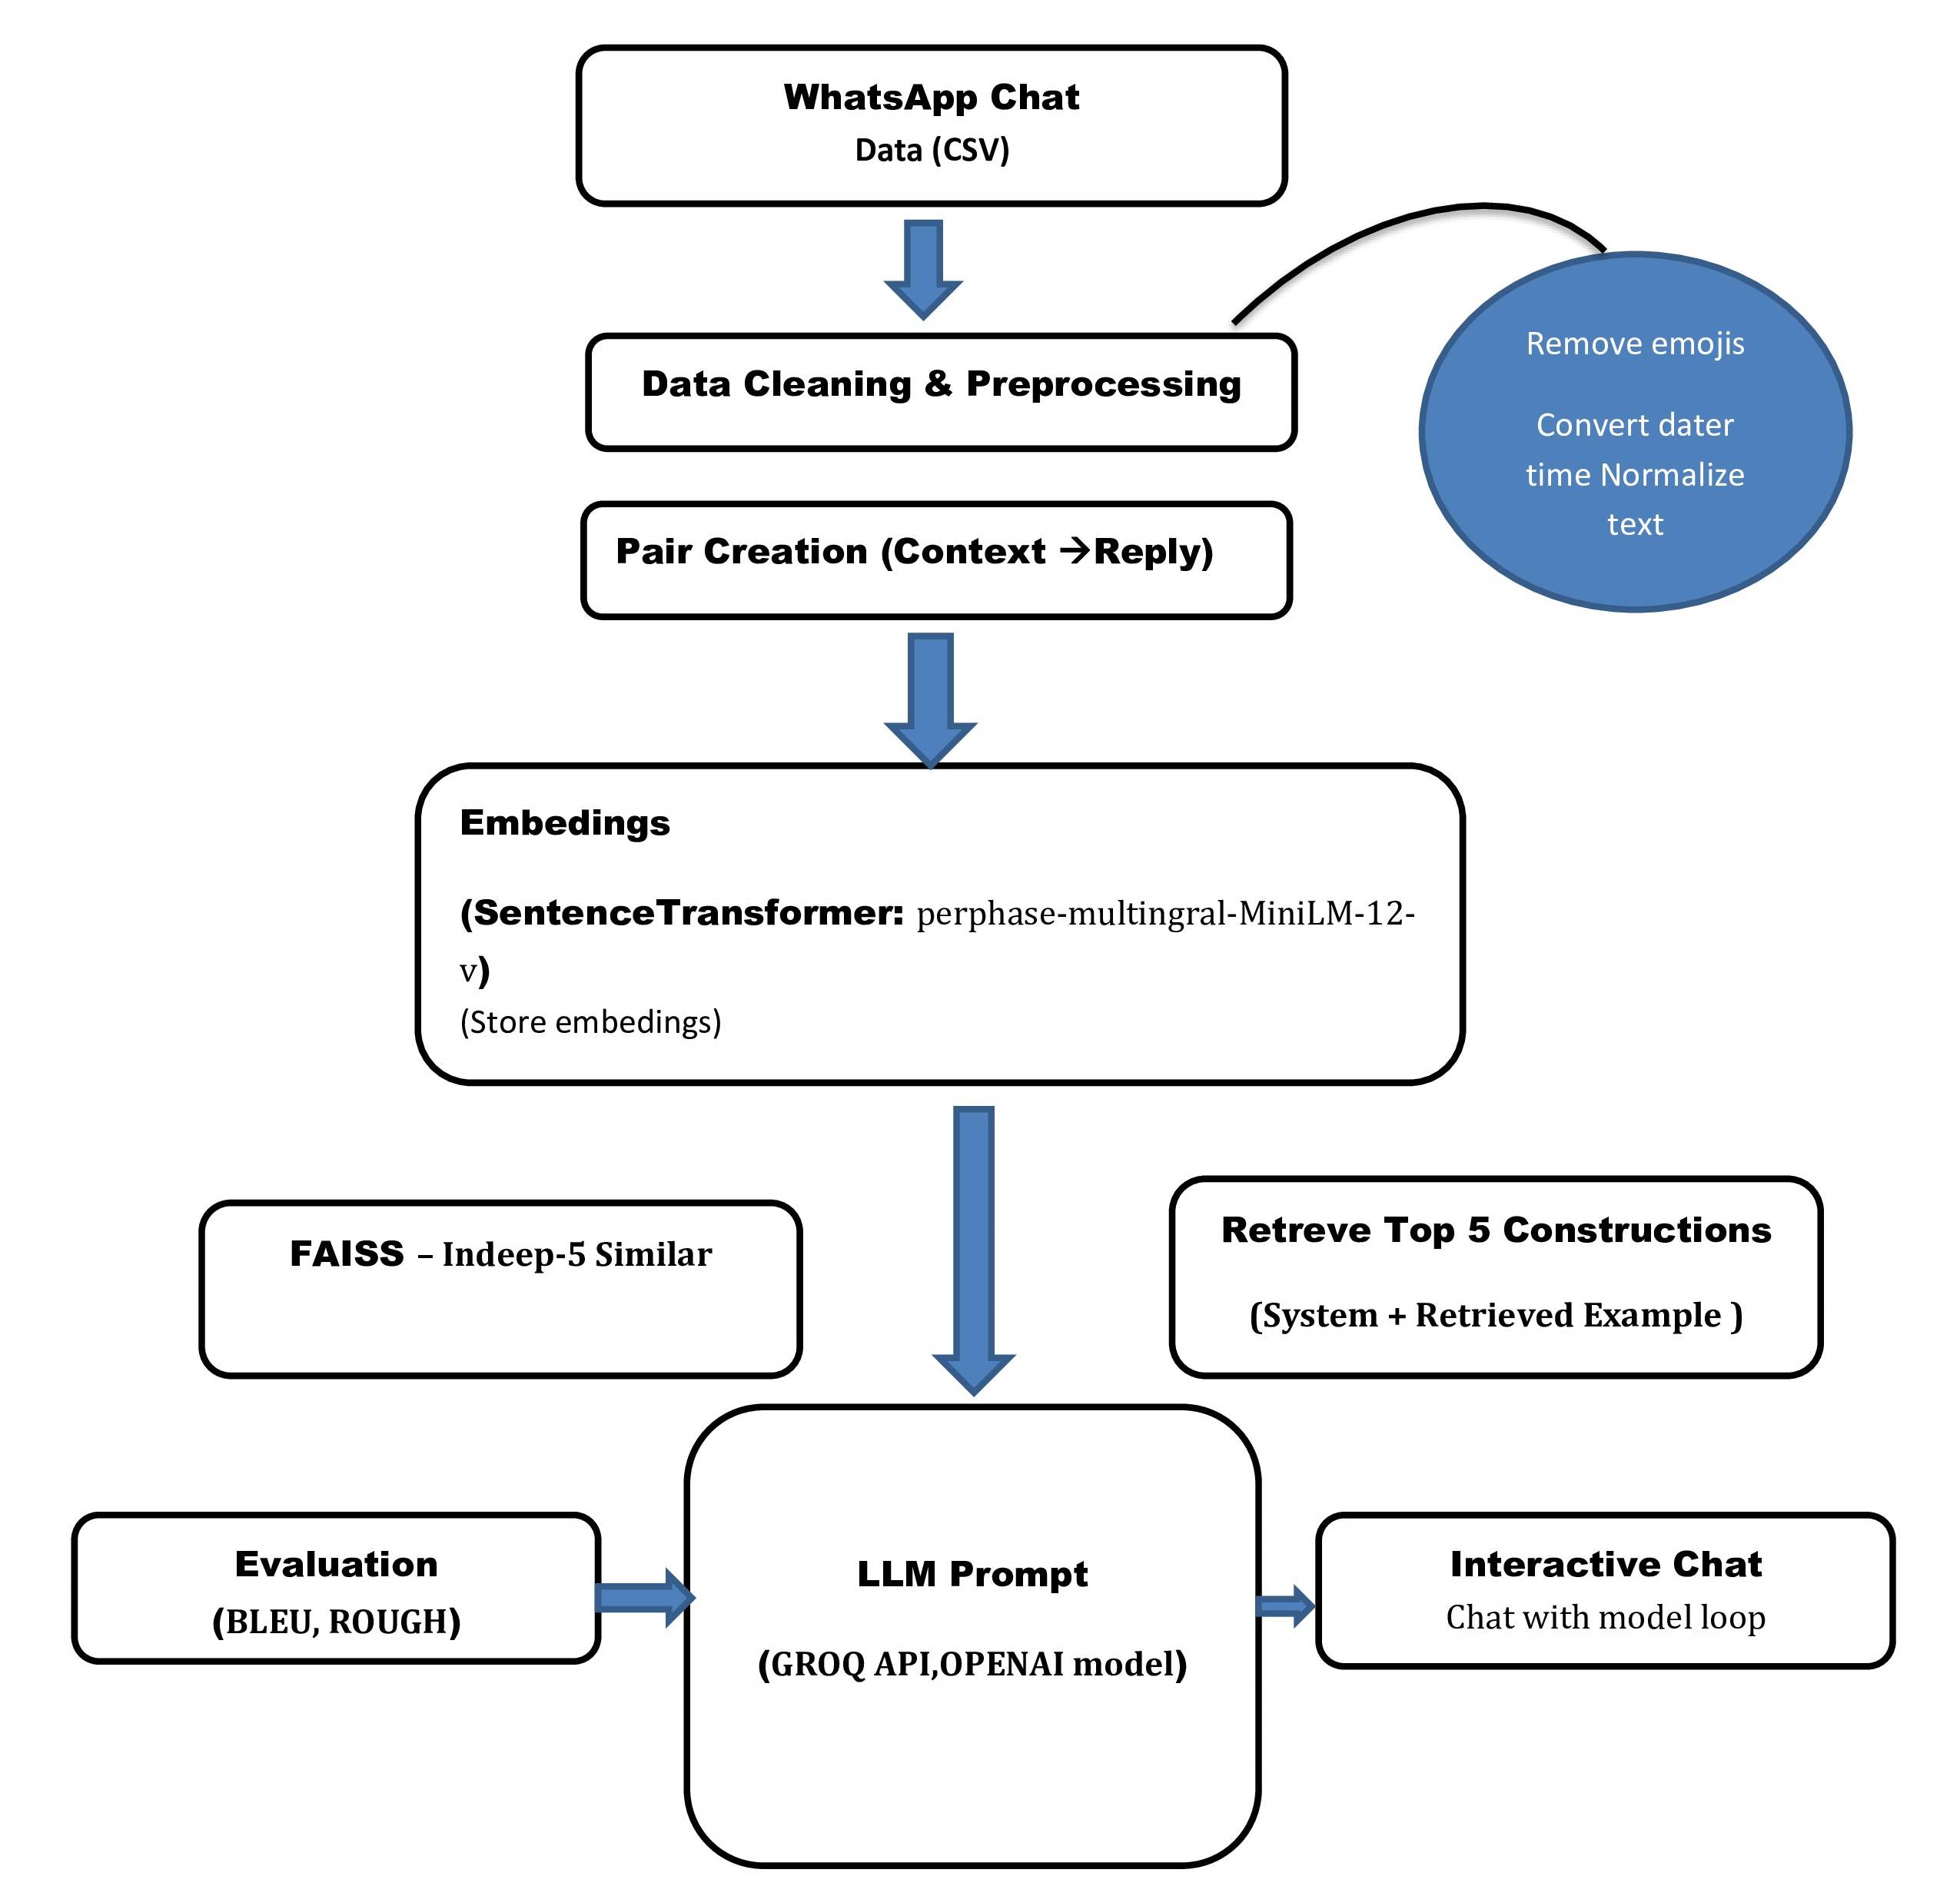 WhatsApp Chat
Data (CSV)
Data Cleaning & Preprocessing
Remove emojis
Convert dater
time Normalize
text
Pair Creation (Context →Reply)
Embedings
(SentenceTransformer: perphase-multingral-MiniLM-12-
v)
(Store embedings)
FAISS – Indeep-5 Similar
Retreve Top 5 Constructions
(System + Retrieved Example )
Evaluation
(BLEU, ROUGH)
LLM Prompt
(GROQ API,OPENAI model)
Interactive Chat
Chat with model loop